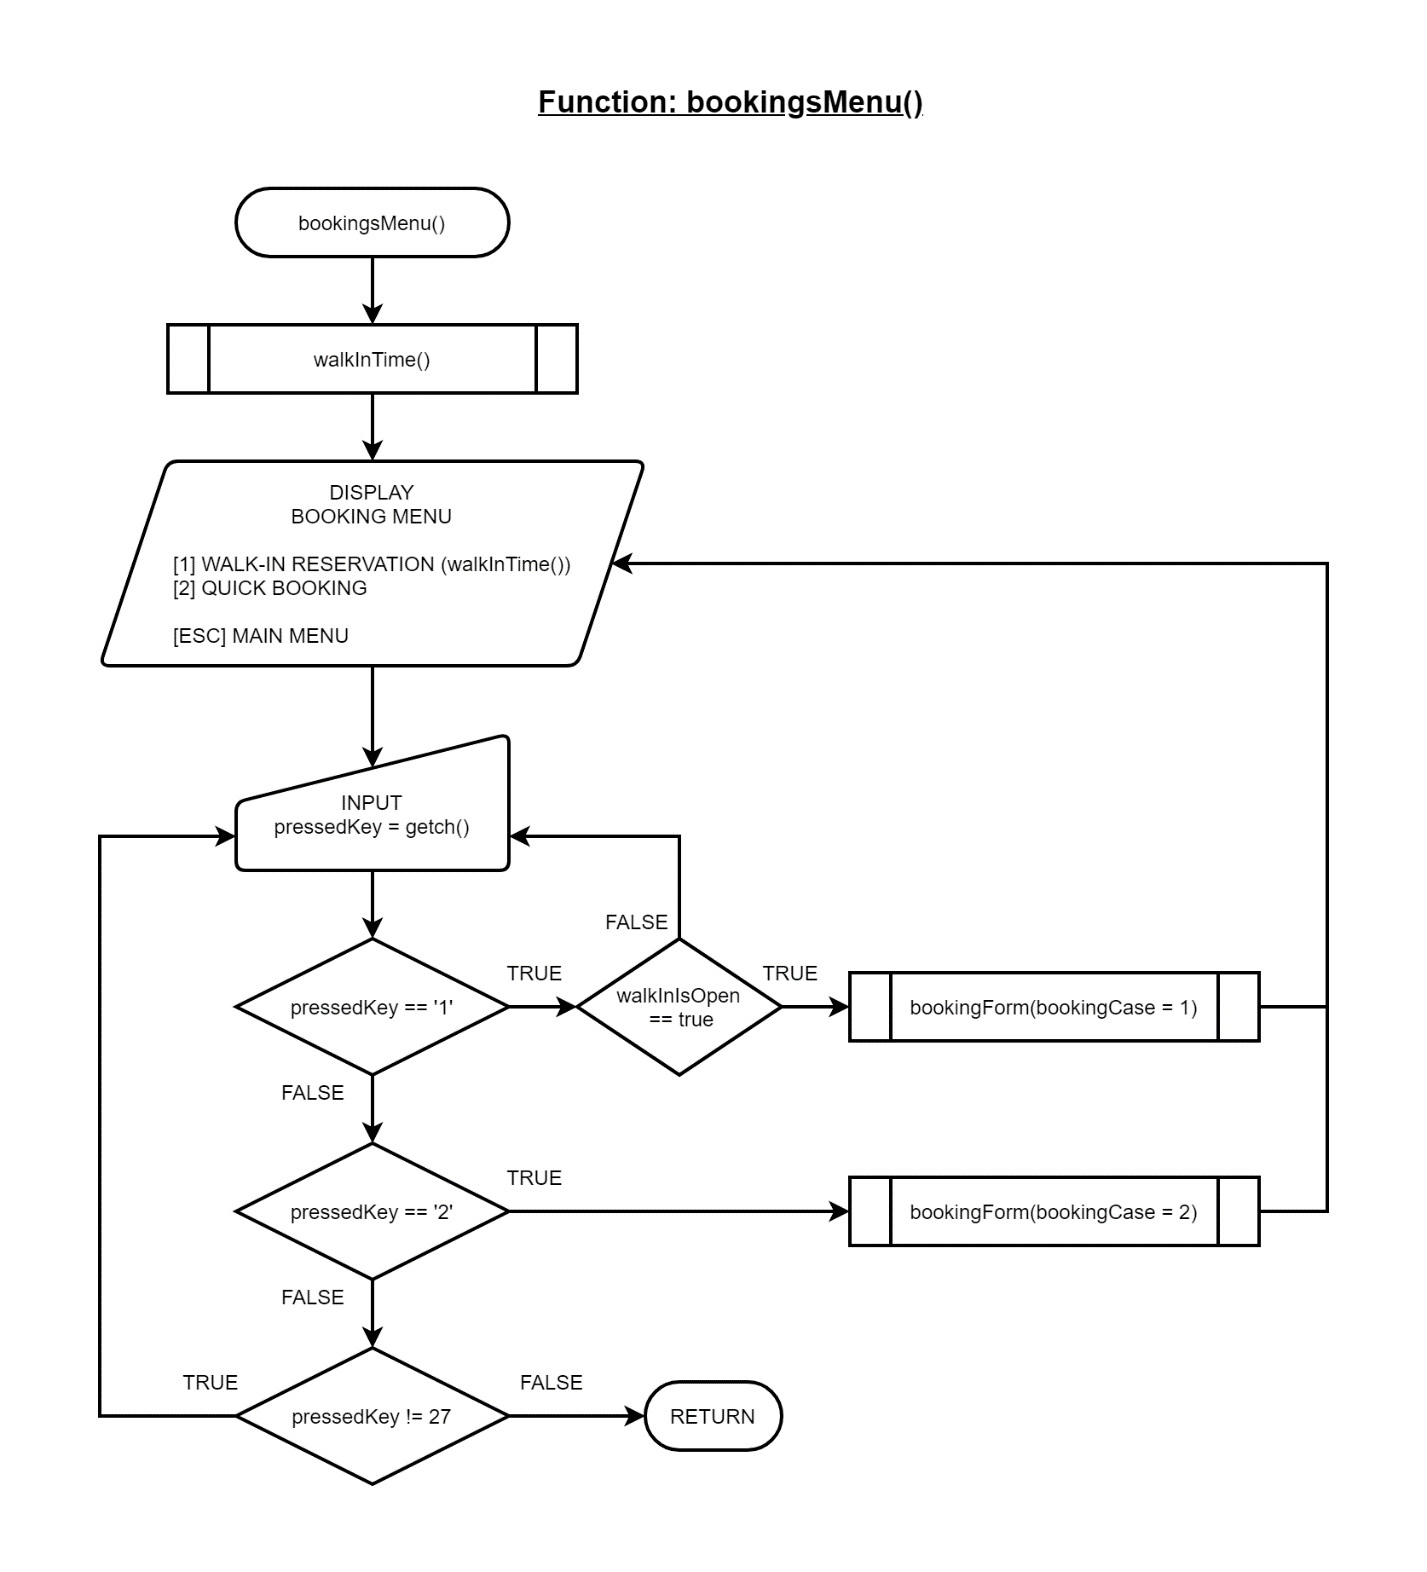 Function: bookingsMenu()
bookingsMenu()
walkInTime()
DISPLAY
BOOKING MENU
[1] WALK-IN RESERVATION (walkInTime())
[2] QUICK BOOKING
[ESC] MAIN MENU
INPUT
pressedKey = getch()
FALSE
TRUE
TRUE
pressedKey == '1'
walkInIsOpen
== true
bookingForm(bookingCase = 1)
FALSE
TRUE
pressedKey == '2'
bookingForm(bookingCase = 2)
FALSE
TRUE
FALSE
pressedKey != 27
RETURN